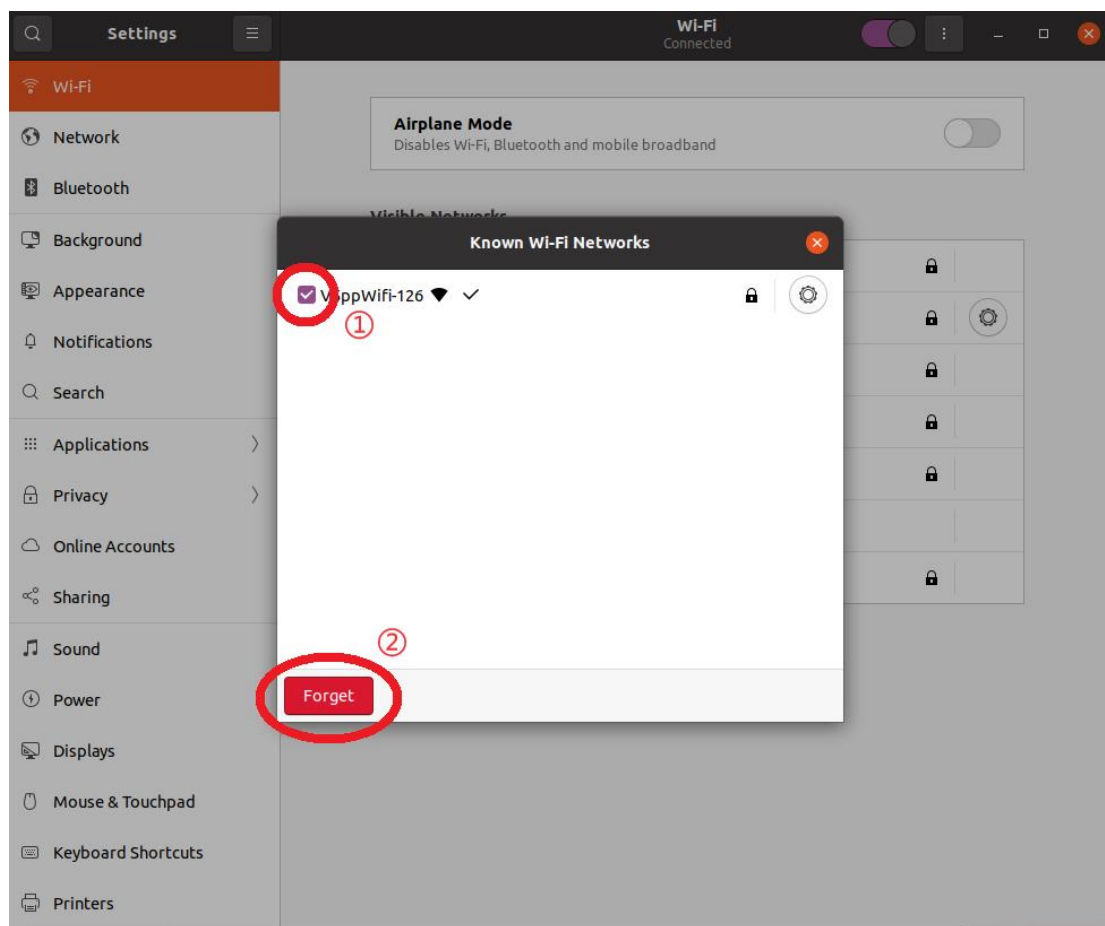 Settings
Wi-Fi
Connected
Wi-Fi
Network
Bluetooth
Background
Appearance
Notifications
Search
Applications
Privacy
Online Accounts
Sharing
Sound
Power
Displays
Mouse & Touchpad
Keyboard Shortcuts
Printers
Airplane Mode
Disables Wi-Fi, Bluetooth and mobile broadband
Visible Networks
Known Wi-Fi Networks
①
②
Forget